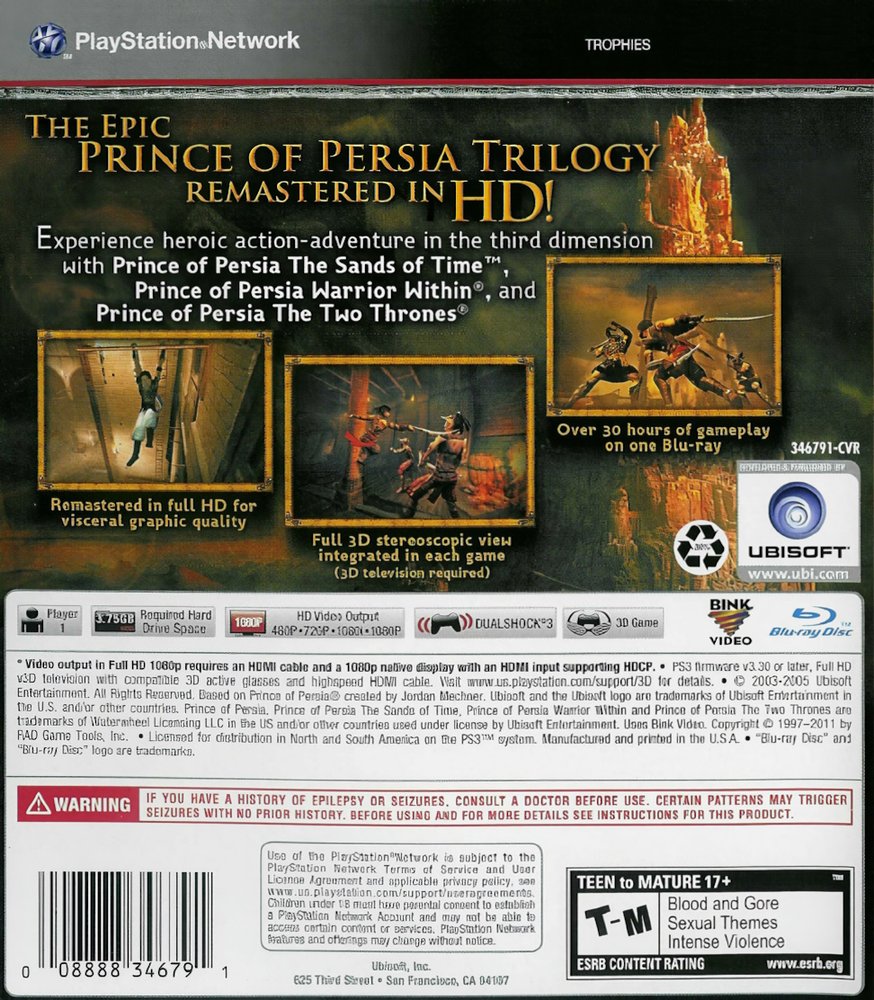 PlayStation®Network
TROPHIES
THE EPIC
PRINCE OF PERSIA TRILOGY
REMASTERED IN HD!
Experience heroic action-adventure in the third dimension
with Prince of Persia The Sands of Time™,
Prince of Persia Warrior Within®, and
Prince of Persia The Two Thrones®
Over 30 hours of gameplay
on one Blu-ray
Remastered in full HD for
visceral graphic quality
Full 3D stereoscopic view
integrated in each game
(3D television required)
346791-CVR
DEVELOPED & PUBLISHED BY
UBISOFT
www.ubi.com
Player
1
3.75GB
Required Hard
Drive Space
1080P
HD Video Output
480P•720P•1080i•1080P
DUALSHOCK®3
3D Game
BINK
VIDEO
Blu-ray Disc™
* Video output in Full HD 1080p requires an HDMI cable and a 1080p native display with an HDMI input supporting HDCP. • PS3 firmware v3.30 or later, Full HD
v3D television with compatible 3D active glasses and highspeed HDMI cable. Visit www.us.playstation.com/support/3D for details. • © 2003-2005 Ubisoft
Entertainment. All Rights Reserved. Based on Prince of Persia® created by Jordan Mechner. Ubisoft and the Ubisoft logo are trademarks of Ubisoft Entertainment in
the U.S. and/or other countries. Prince of Persia, Prince of Persia The Sands of Time, Prince of Persia Warrior Within and Prince of Persia The Two Thrones are
trademarks of Waterwheel Licensing LLC in the US and/or other countries used under license by Ubisoft Entertainment. Uses Bink Video. Copyright © 1997–2011 by
RAD Game Tools, Inc. • Licensed for distribution in North and South America on the PS3™ system. Manufactured and printed in the U.S.A. • "Blu-ray Disc" and
"Blu-ray Disc" logo are trademarks.
WARNING
IF YOU HAVE A HISTORY OF EPILEPSY OR SEIZURES, CONSULT A DOCTOR BEFORE USE. CERTAIN PATTERNS MAY TRIGGER
SEIZURES WITH NO PRIOR HISTORY. BEFORE USING AND FOR MORE DETAILS SEE INSTRUCTIONS FOR THIS PRODUCT.
Use of the PlayStation®Network is subject to the
PlayStation Network Terms of Service and User
License Agreement and applicable privacy policy, see
www.us.playstation.com/support/useragreements.
Children under 18 must have parental consent to establish
a PlayStation Network Account and may not be able to
access certain content or services. PlayStation Network
features and offerings may change without notice.
Ubisoft, Inc.
625 Third Street • San Francisco, CA 94107
0 08888 34679 1
TEEN to MATURE 17+
T-M
Blood and Gore
Sexual Themes
Intense Violence
ESRB CONTENT RATING www.esrb.org